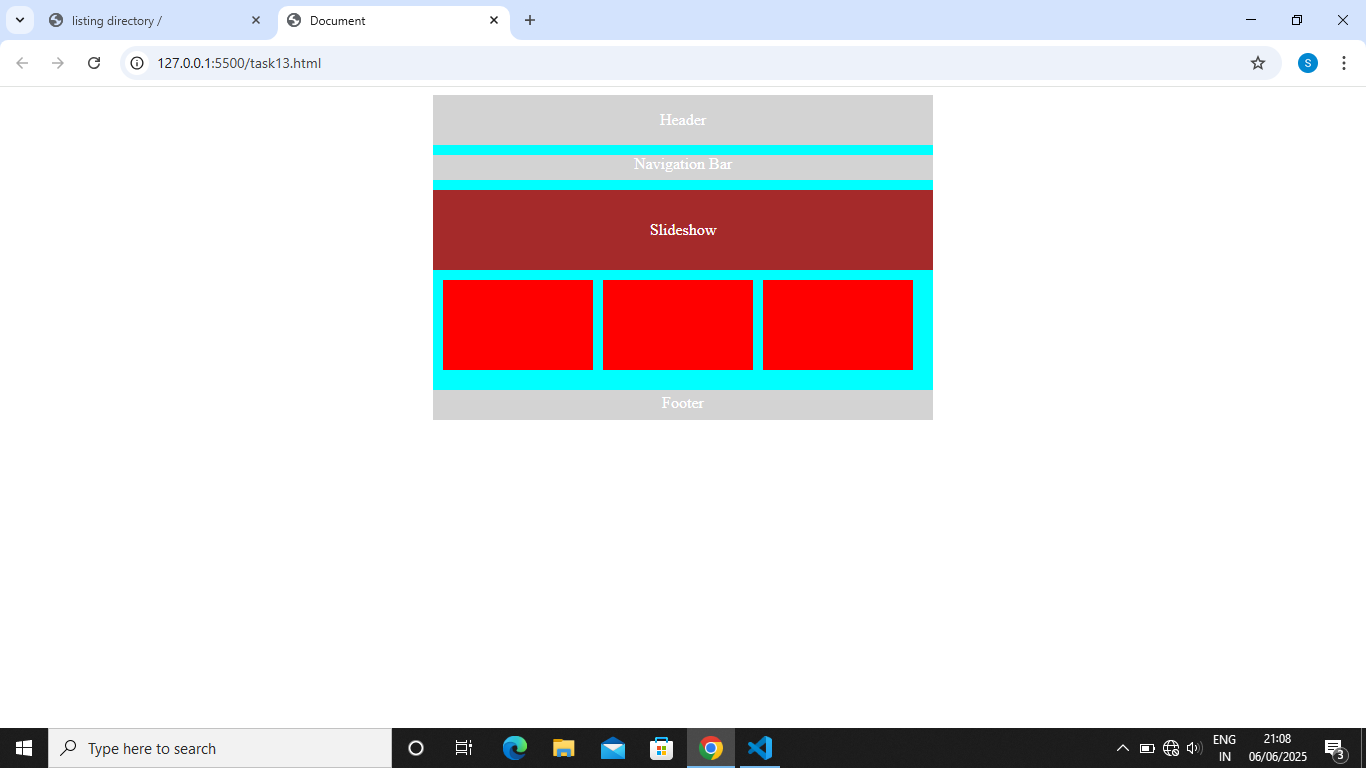 listing directory /
Document
127.0.0.1:5500/task13.html
S
Header
Navigation Bar
Slideshow
Footer
Type here to search
ENG
IN
21:08
06/06/2025
3